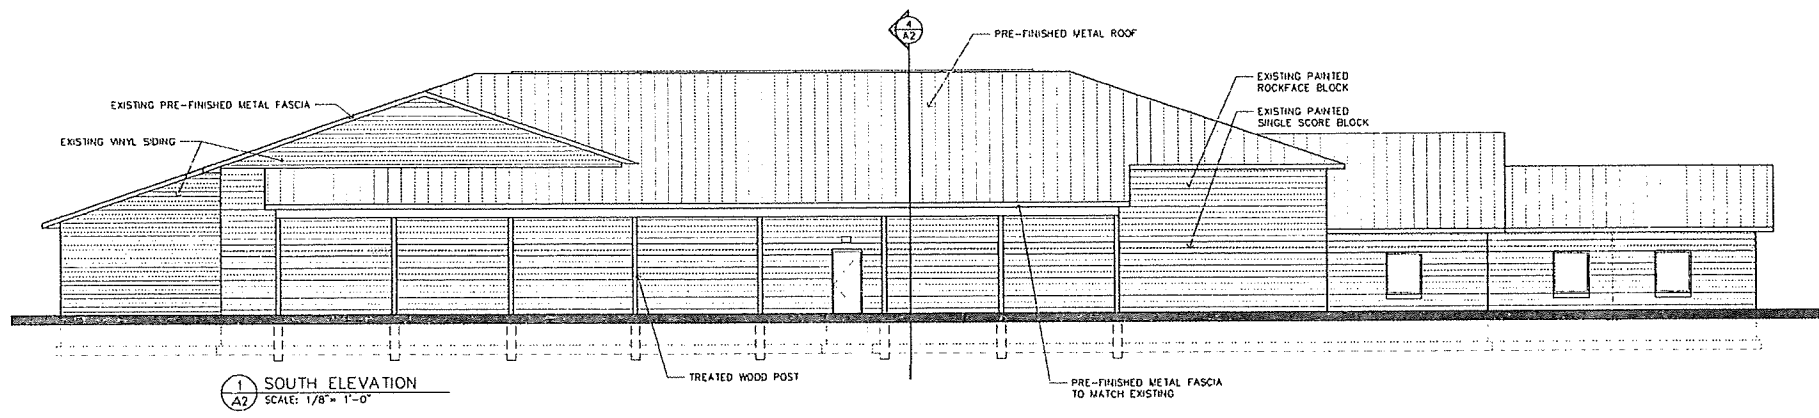 4
A2
PRE-FINISHED METAL ROOF
EXISTING PAINTED
ROCKFACE BLOCK
EXISTING PRE-FINISHED METAL FASCIA
EXISTING PAINTED
SINGLE SCORE BLOCK
EXISTING VINYL SIDING
TREATED WOOD POST
PRE-FINISHED METAL FASCIA
TO MATCH EXISTING
1
A2
SOUTH ELEVATION
SCALE: 1/8"= 1'-0"